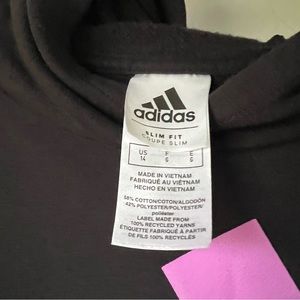 adidas
SLIM FIT
COUPE SLIM
US F E
14 G G
MADE IN VIETNAM
FABRIQUÉ AU VIÊTNAM
HECHO EN VIETNAM
58% COTTON/COTON/ALGODÓN
42% POLYESTER/POLYESTER/
poliéster
LABEL MADE FROM
100% RECYCLED YARNS
ÉTIQUETTE FABRIQUÉE À PARTIR
DE FILS 100% RECYCLÉS